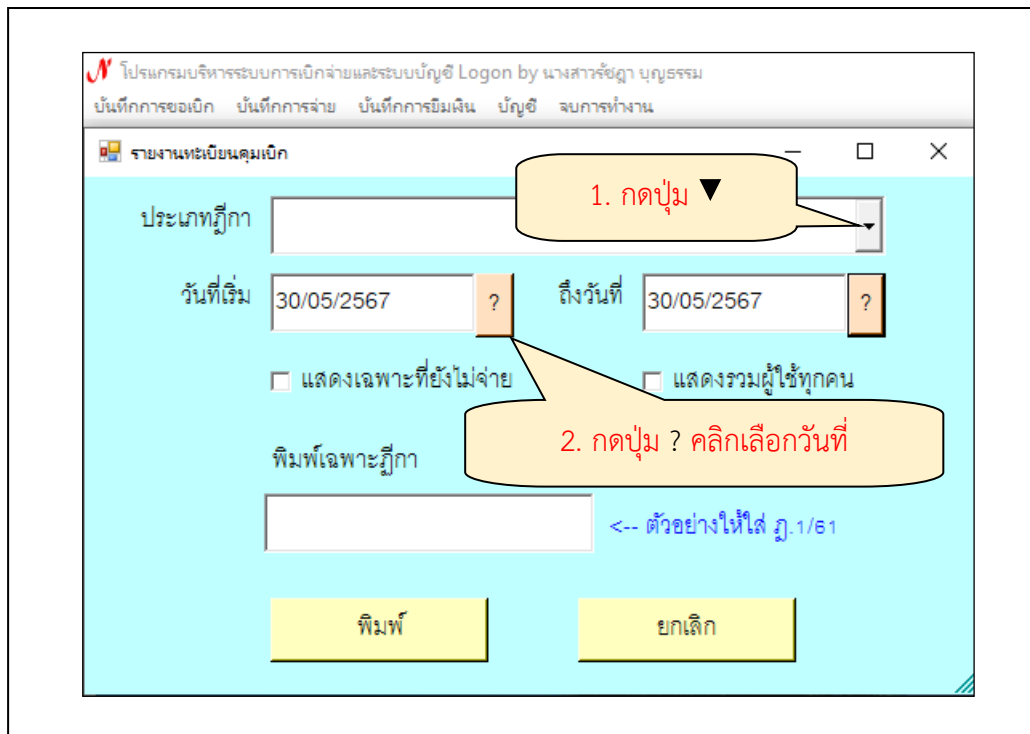 N โปรแกรมบริหารระบบการเบิกจ่ายและระบบบัญชี Logon by นางสาวรัชฎา บุญธรรม
บันทึกการขอเบิก บันทึกการจ่าย บันทึกการยืมเงิน บัญชี จบการทำงาน
รายงานทะเบียนคุมเบิก
1. กดปุ่ม ▼
ประเภทฎีกา
วันที่เริ่ม 30/05/2567 ? ถึงวันที่ 30/05/2567 ?
แสดงเฉพาะที่ยังไม่จ่าย แสดงรวมผู้ใช้ทุกคน
2. กดปุ่ม ? คลิกเลือกวันที่
พิมพ์เฉพาะฎีกา
<-- ตัวอย่างให้ใส่ ฎ.1/61
พิมพ์ ยกเลิก